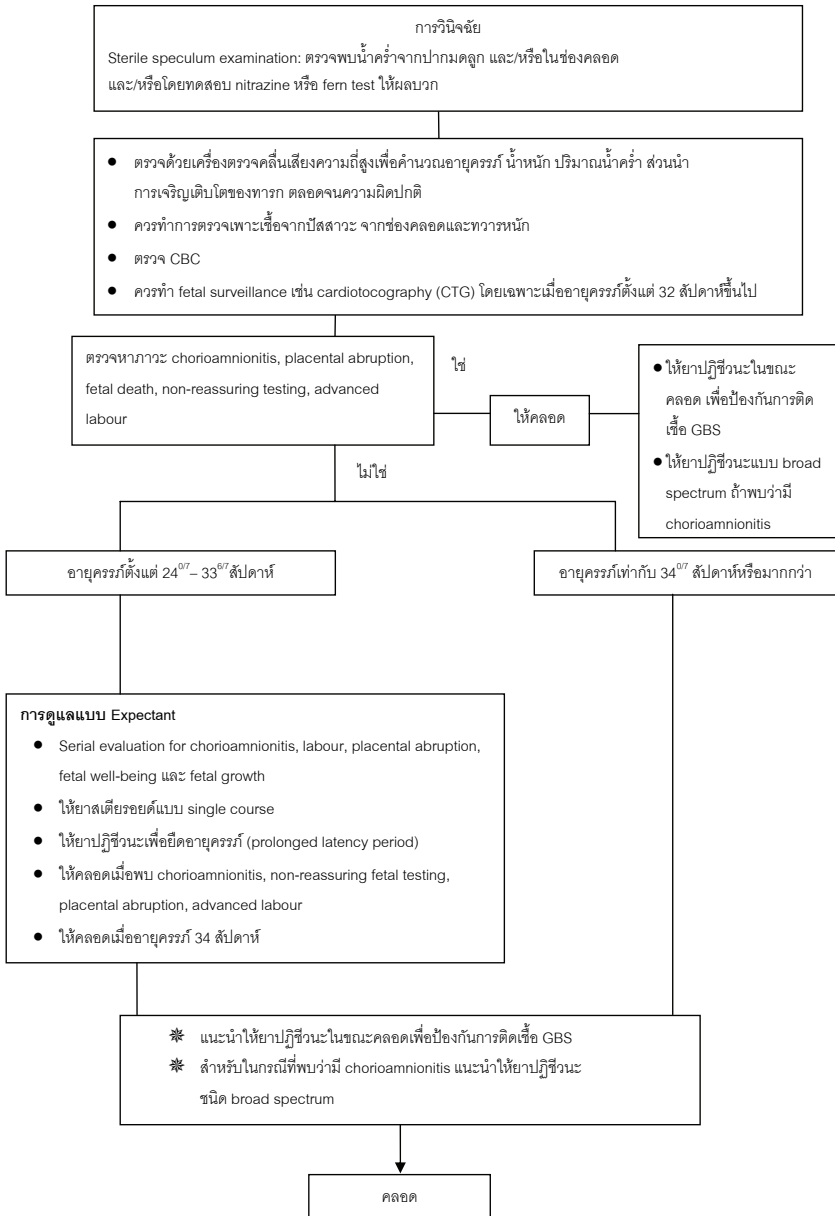 การวินิจฉัย
Sterile speculum examination: ตรวจพบน้ำคร่ำจากปากมดลูก และ/หรือในช่องคลอด
และ/หรือโดยทดสอบ nitrazine หรือ fern test ให้ผลบวก
● ตรวจด้วยเครื่องตรวจคลื่นเสียงความถี่สูงเพื่อคำนวณอายุครรภ์ น้ำหนัก ปริมาณน้ำคร่ำ ส่วนนำ
การเจริญเติบโตของทารก ตลอดจนความผิดปกติ
● ควรทำการตรวจเพาะเชื้อจากปัสสาวะ จากช่องคลอดและทวารหนัก
● ตรวจ CBC
● ควรทำ fetal surveillance เช่น cardiotocography (CTG) โดยเฉพาะเมื่ออายุครรภ์ตั้งแต่ 32 สัปดาห์ขึ้นไป
ตรวจหาภาวะ chorioamnionitis, placental abruption,
fetal death, non-reassuring testing, advanced
labour
ใช่
ให้คลอด
● ให้ยาปฏิชีวนะในขณะ
คลอด เพื่อป้องกันการติด
เชื้อ GBS
● ให้ยาปฏิชีวนะแบบ broad
spectrum ถ้าพบว่ามี
chorioamnionitis
ไม่ใช่
อายุครรภ์ตั้งแต่ 24^0/7 – 33^6/7 สัปดาห์
อายุครรภ์เท่ากับ 34^0/7 สัปดาห์หรือมากกว่า
การดูแลแบบ Expectant
● Serial evaluation for chorioamnionitis, labour, placental abruption,
fetal well-being และ fetal growth
● ให้ยาสเตียรอยด์แบบ single course
● ให้ยาปฏิชีวนะเพื่อยืดอายุครรภ์ (prolonged latency period)
● ให้คลอดเมื่อพบ chorioamnionitis, non-reassuring fetal testing,
placental abruption, advanced labour
● ให้คลอดเมื่ออายุครรภ์ 34 สัปดาห์
✵ แนะนำให้ยาปฏิชีวนะในขณะคลอดเพื่อป้องกันการติดเชื้อ GBS
✵ สำหรับในกรณีที่พบว่ามี chorioamnionitis แนะนำให้ยาปฏิชีวนะ
ชนิด broad spectrum
คลอด